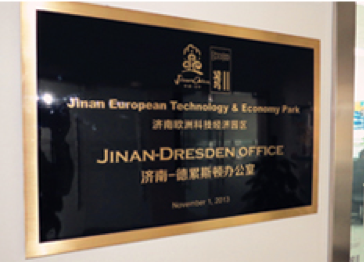 Jinan European Technology & Economy Park
济南欧洲科技经济园区
JINAN-DRESDEN OFFICE
济南-德累斯顿办公室
November 1, 2013